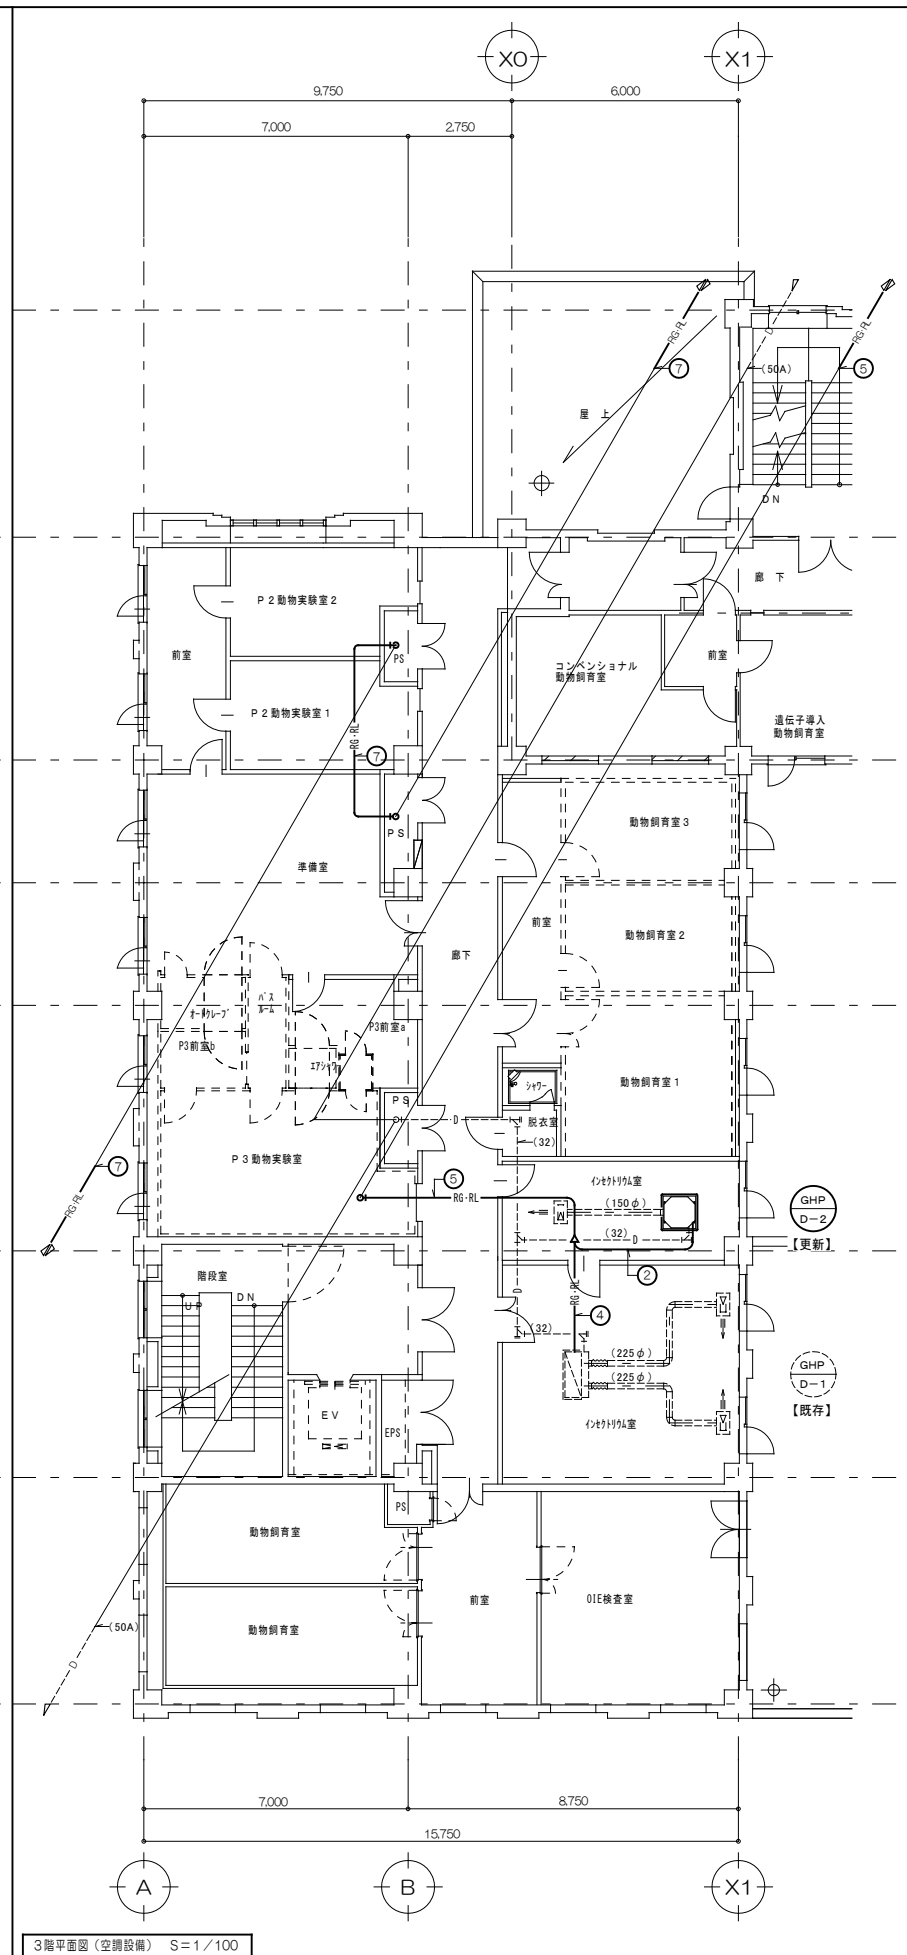 X0
X1
9.750
6.000
7.000
2.750
RG・RL
D
RG・RL
7
(50A)
5
屋 上
DN
廊 下
P2動物実験室2
前室
PS
コンベンショナル
動物飼育室
前室
P2動物実験室1
遺伝子導入
動物飼育室
RG・RL
7
PS
動物飼育室3
準備室
前室
動物飼育室2
廊下
オートクレーブ
パス
ルーム
P3前室a
P3前室b
エアシャワー
シャワー
動物飼育室1
PS
D
脱衣室
(32)
P3動物実験室
7
5
インセクトリウム室
RG・RL
(150φ)
GHP
D-2
【更新】
RG・RL
(32)
D
階段室
2
UP
DN
D
RG・RL
4
(32)
(225φ)
GHP
D-1
(225φ)
【既存】
EV
EPS
インセクトリウム室
PS
動物飼育室
前室
OIE検査室
動物飼育室
(50A)
D
7.000
8.750
15.750
A
B
X1
3階平面図(空調設備) S=1/100